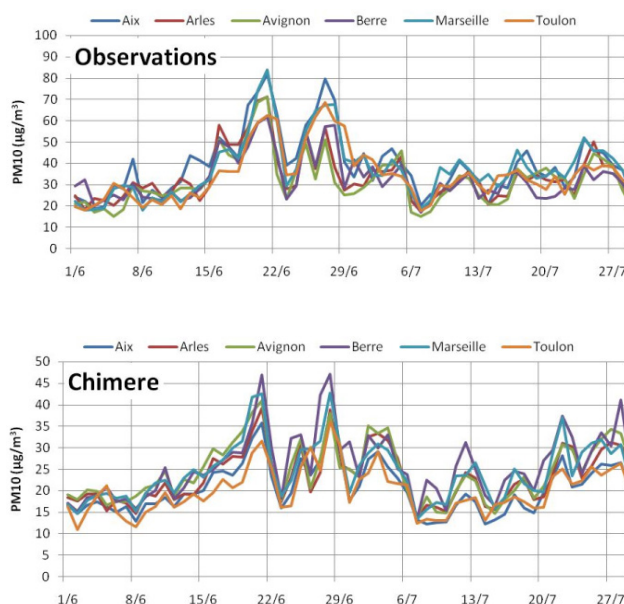 Aix Arles Avignon Berre Marseille Toulon
100
Observations
90
80
70
60
50
40
30
20
10
0
PM10 (µg/m³)
1/6 8/6 15/6 22/6 29/6 6/7 13/7 20/7 27/7
Aix Arles Avignon Berre Marseille Toulon
50
Chimere
45
40
35
30
25
20
15
10
5
0
PM10 (µg/m³)
1/6 8/6 15/6 22/6 29/6 6/7 13/7 20/7 27/7